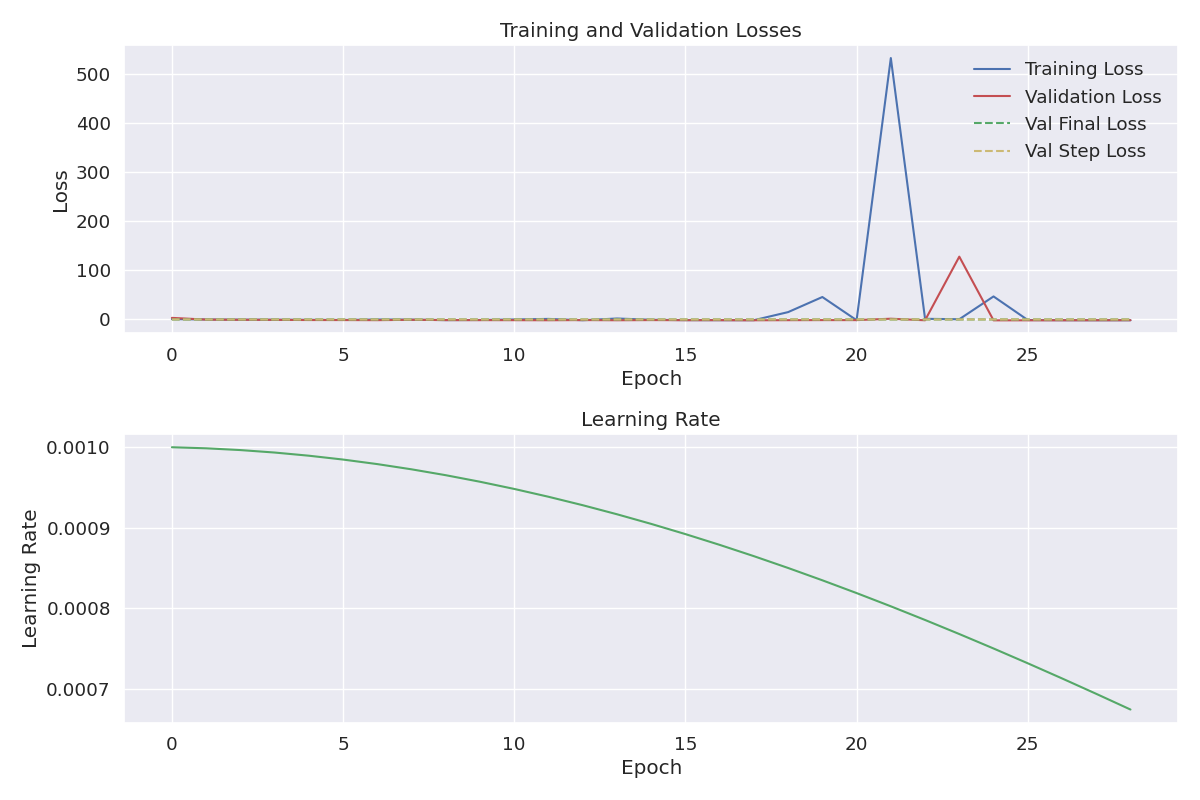 Training and Validation Losses
500
400
300
200
100
0
Loss
Training Loss
Validation Loss
Val Final Loss
Val Step Loss
0 5 10 15 20 25
Epoch
Learning Rate
0.0010
0.0009
0.0008
0.0007
Learning Rate
0 5 10 15 20 25
Epoch